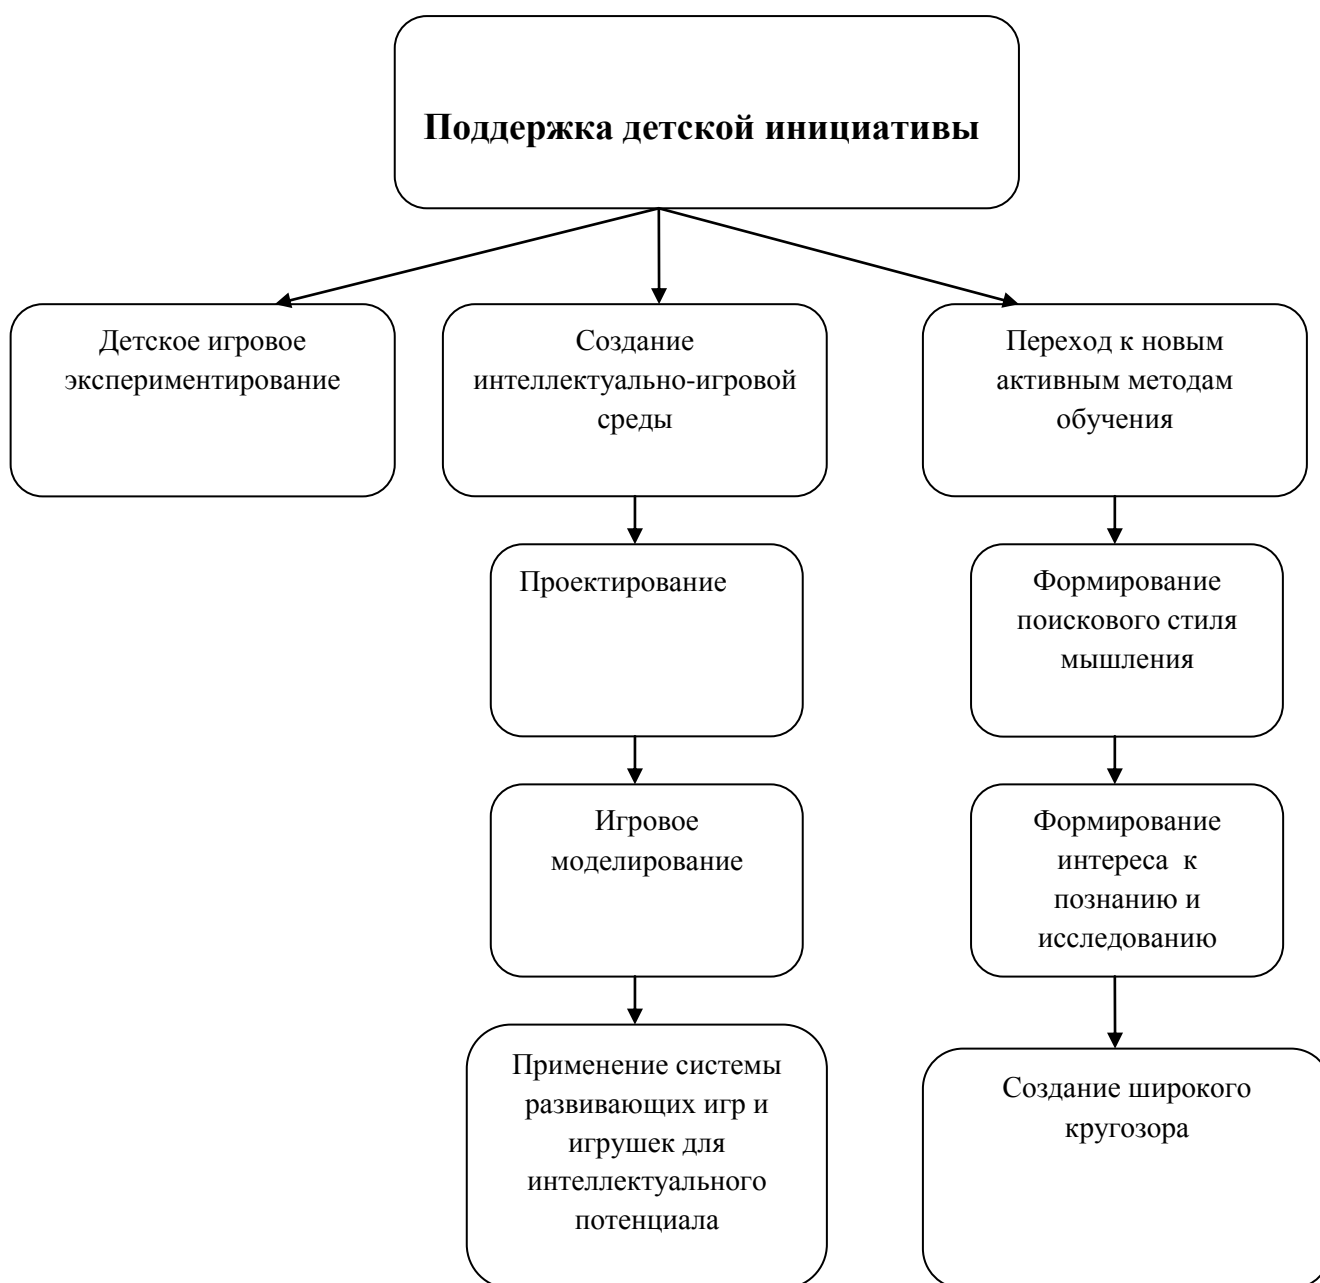 Поддержка детской инициативы
Детское игровое
экспериментирование
Создание
интеллектуально-игровой
среды
Переход к новым
активным методам
обучения
Проектирование
Формирование
поискового стиля
мышления
Игровое
моделирование
Формирование
интереса  к
познанию и
исследованию
Применение системы
развивающих игр и
игрушек для
интеллектуального
потенциала
Создание широкого
кругозора